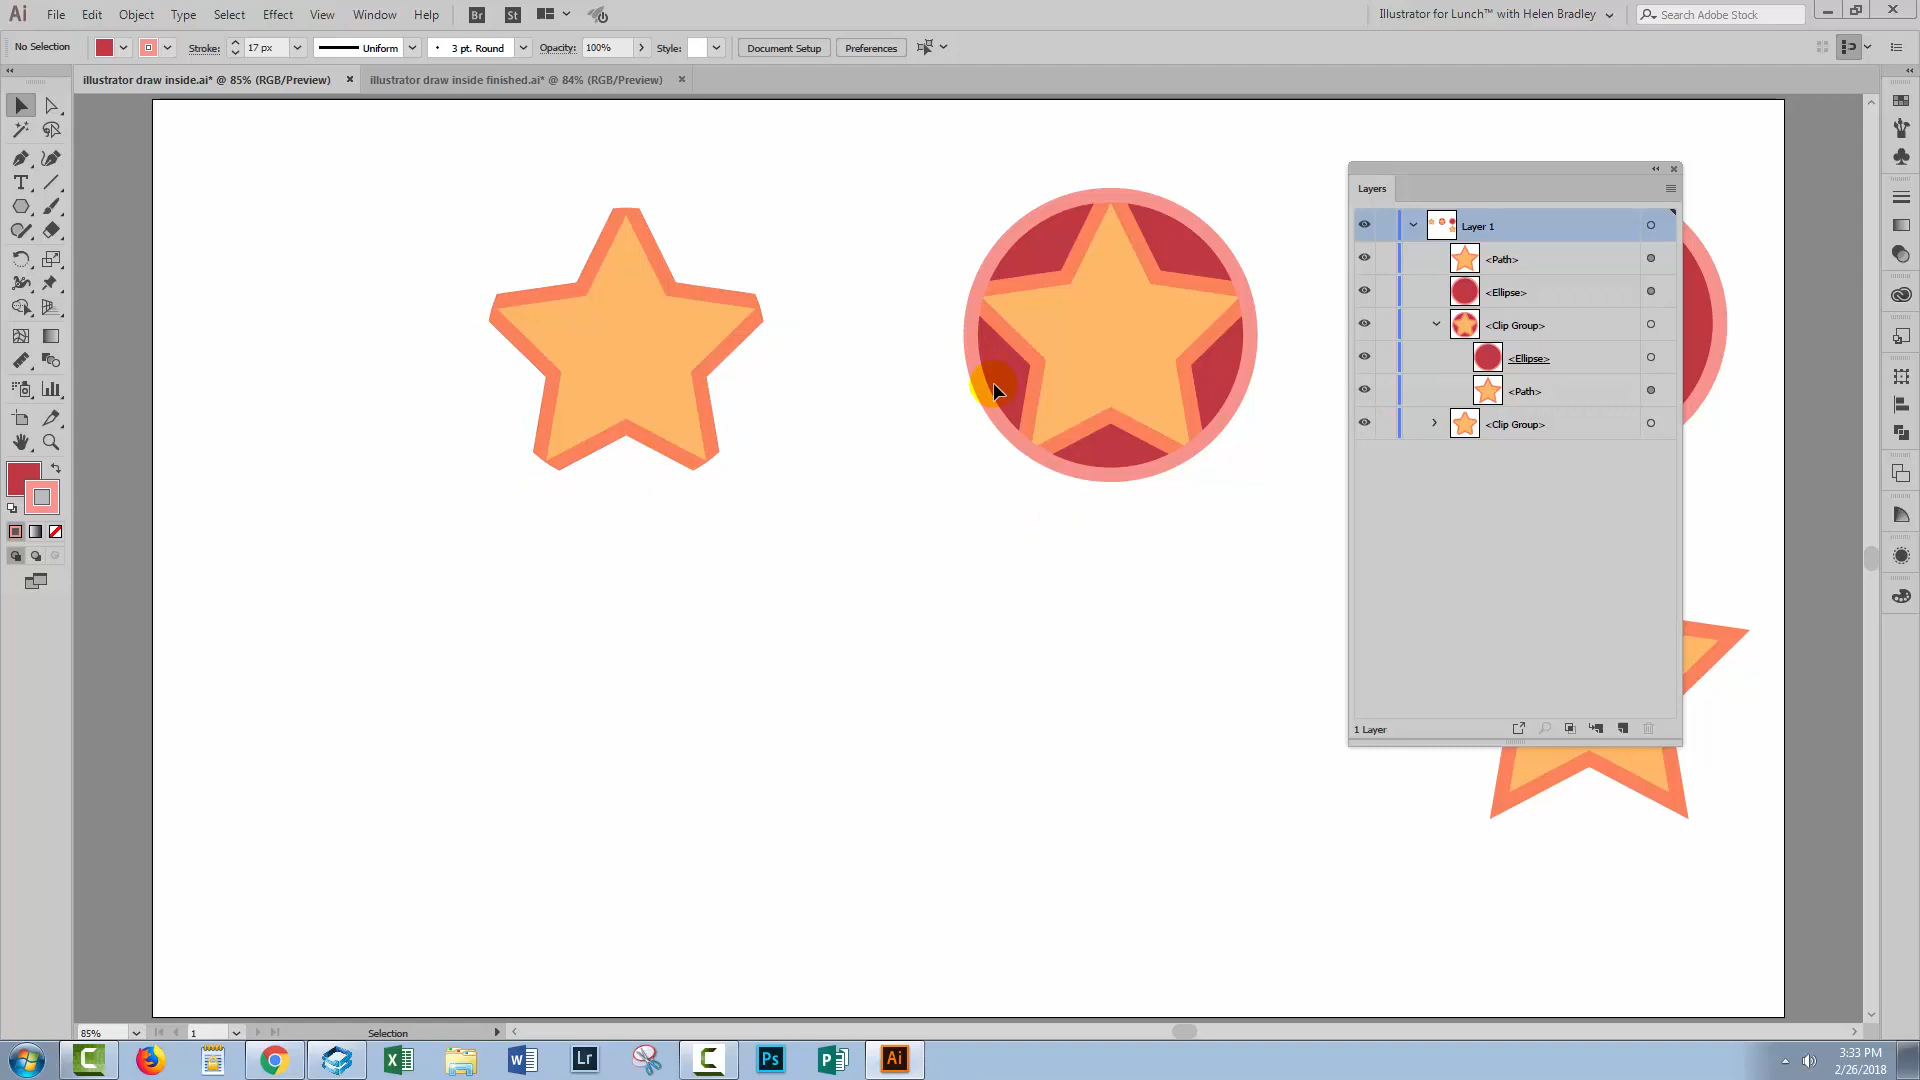 Ai File Edit Object Type Select Effect View Window Help Br St Illustrator for Lunch™ with Helen Bradley Search Adobe Stock
No Selection Stroke: 17 px Uniform 3 pt. Round Opacity: 100% Style: Document Setup Preferences
illustrator draw inside.ai* @ 85% (RGB/Preview) × illustrator draw inside finished.ai* @ 84% (RGB/Preview) ×
Layers
Layer 1
<Path>
<Ellipse>
<Clip Group>
<Ellipse>
<Path>
<Clip Group>
1 Layer
85% 1 Selection
Lr Ps Ai
3:33 PM
2/26/2018